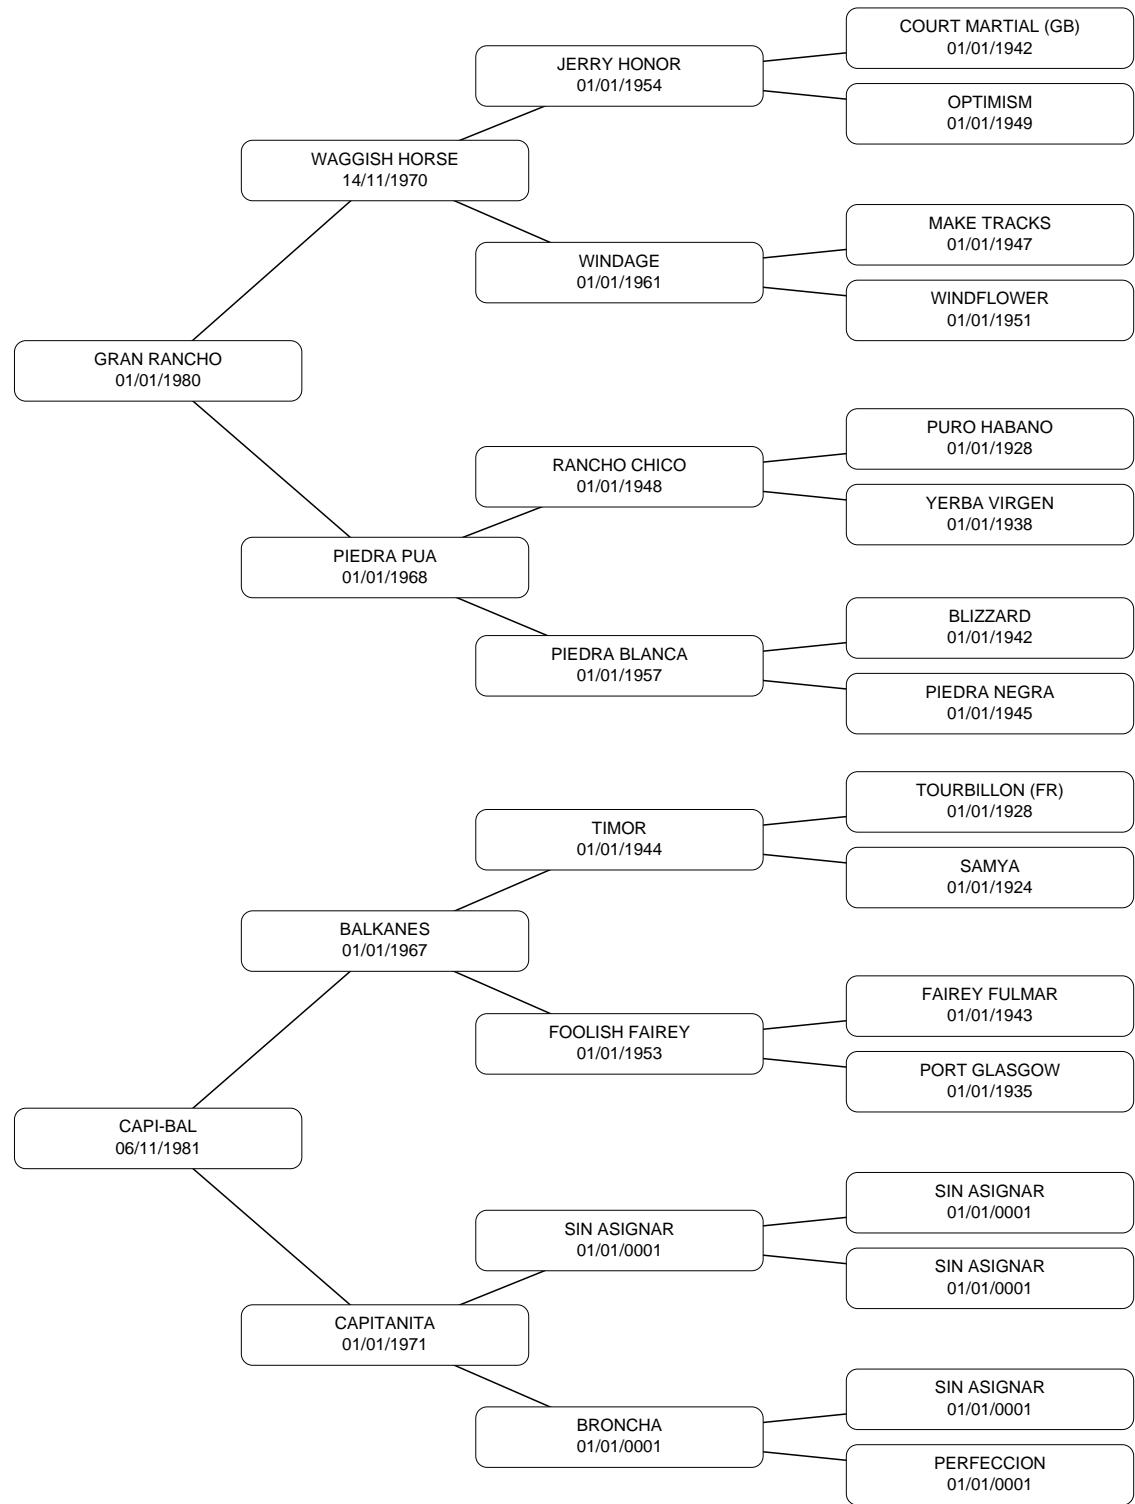 COURT MARTIAL (GB)
01/01/1942
JERRY HONOR
01/01/1954
OPTIMISM
01/01/1949
WAGGISH HORSE
14/11/1970
MAKE TRACKS
01/01/1947
WINDAGE
01/01/1961
WINDFLOWER
01/01/1951
GRAN RANCHO
01/01/1980
PURO HABANO
01/01/1928
RANCHO CHICO
01/01/1948
YERBA VIRGEN
01/01/1938
PIEDRA PUA
01/01/1968
BLIZZARD
01/01/1942
PIEDRA BLANCA
01/01/1957
PIEDRA NEGRA
01/01/1945
TOURBILLON (FR)
01/01/1928
TIMOR
01/01/1944
SAMYA
01/01/1924
BALKANES
01/01/1967
FAIREY FULMAR
01/01/1943
FOOLISH FAIREY
01/01/1953
PORT GLASGOW
01/01/1935
CAPI-BAL
06/11/1981
SIN ASIGNAR
01/01/0001
SIN ASIGNAR
01/01/0001
SIN ASIGNAR
01/01/0001
CAPITANITA
01/01/1971
SIN ASIGNAR
01/01/0001
BRONCHA
01/01/0001
PERFECCION
01/01/0001